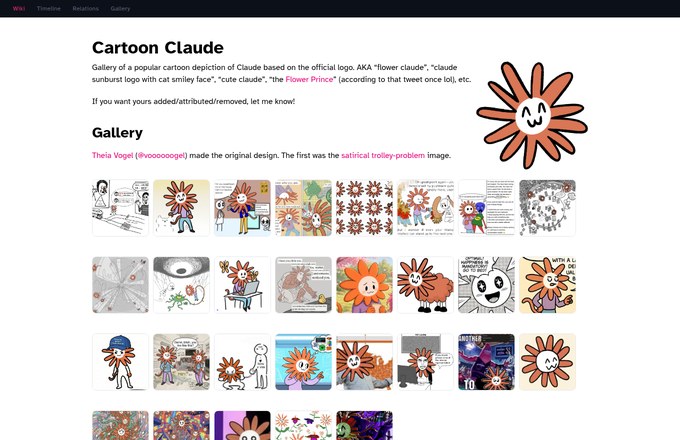 Wiki Timeline Relations Gallery
Cartoon Claude
Gallery of a popular cartoon depiction of Claude based on the official logo. AKA “flower claude”, “claude
sunburst logo with cat smiley face”, “cute claude”, “the Flower Prince” (according to that tweet once lol), etc.
If you want yours added/attributed/removed, let me know!
Gallery
Theia Vogel (@voooooogel) made the original design. The first was the satirical trolley-problem image.
OPTIMAL
HAPPINESS IS
MANDATORY
GO TO BED!
WITH A L
ANOTHER
10